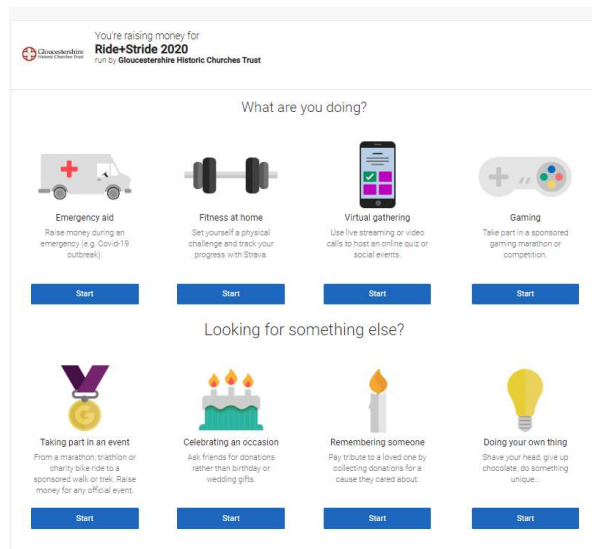 You're raising money for
Gloucestershire
Historic Churches Trust
Ride+Stride 2020
run by Gloucestershire Historic Churches Trust
What are you doing?
Emergency aid
Raise money during an
emergency (e.g. Covid-19
outbreak).
Start
Fitness at home
Set yourself a physical
challenge and track your
progress with Strava.
Start
Virtual gathering
Use live streaming or video
calls to host an online quiz or
social events.
Start
Gaming
Take part in a sponsored
gaming marathon or
competition.
Start
Looking for something else?
G
Taking part in an event
From a marathon, triathlon or
charity bike ride to a
sponsored walk or trek. Raise
money for any official event.
Start
Celebrating an occasion
Ask friends for donations
rather than birthday or
wedding gifts.
Start
Remembering someone
Pay tribute to a loved one by
collecting donations for a
cause they cared about.
Start
Doing your own thing
Shave your head, give up
chocolate, do something
unique...
Start